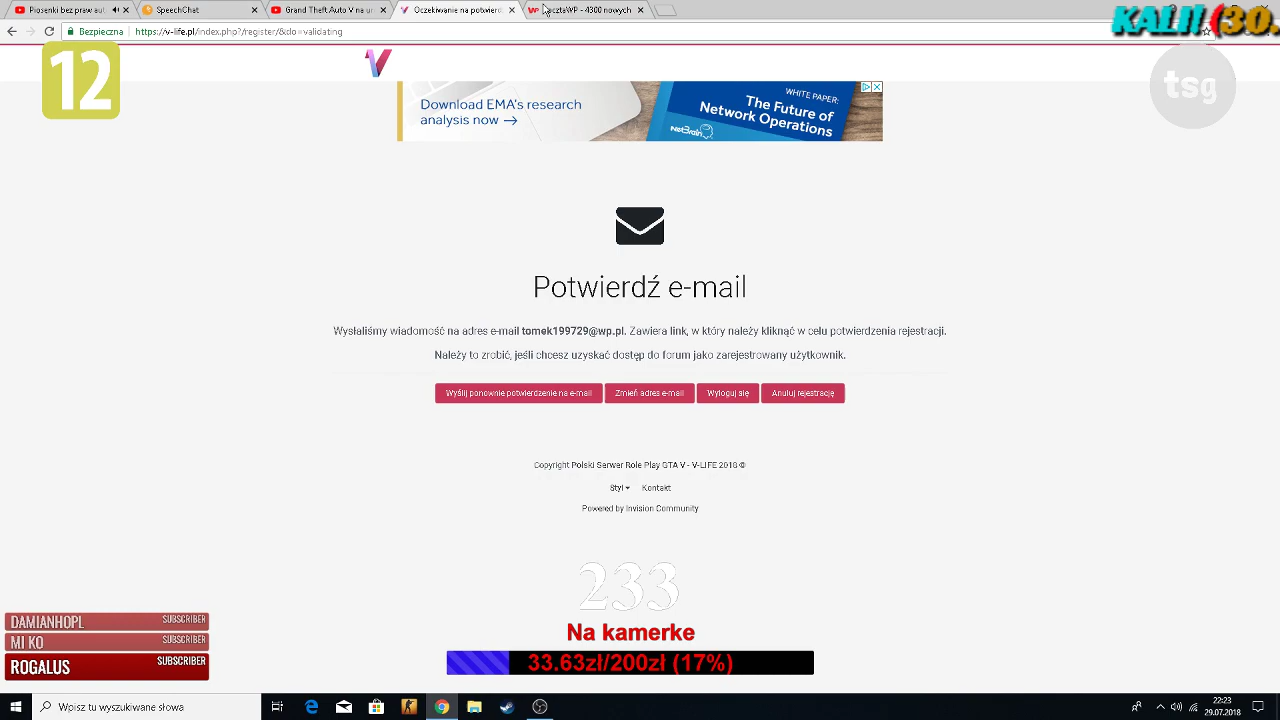 Piosenki bez praw aut
SpeechChat
Grand Theft Auto V na
Oczekiwanie na potwier
WP
cztaWP - 4300 nowych
KALII (30.
Bezpieczna
https://v-life.pl/index.php?/register/&do=validating
12
V
tsg
Download EMA's research
analysis now →
WHITE PAPER:
The Future of
Network Operations
NetBrain
Potwierdź e-mail
Wysłaliśmy wiadomość na adres e-mail tomek199729@wp.pl. Zawiera link, w który należy kliknąć w celu potwierdzenia rejestracji.
Należy to zrobić, jeśli chcesz uzyskać dostęp do forum jako zarejestrowany użytkownik.
Wyślij ponownie potwierdzenie na e-mail
Zmień adres e-mail
Wyloguj się
Anuluj rejestrację
Copyright Polski Serwer Role Play GTA V - V-LIFE 2018 ©
Styl
Kontakt
Powered by Invision Community
233
Na kamerke
33.63zł/200zł (17%)
DAMIANHOPL SUBSCRIBER
MI KO SUBSCRIBER
ROGALUS SUBSCRIBER
Wpisz tu wyszukiwane słowa
22:23
29.07.2018